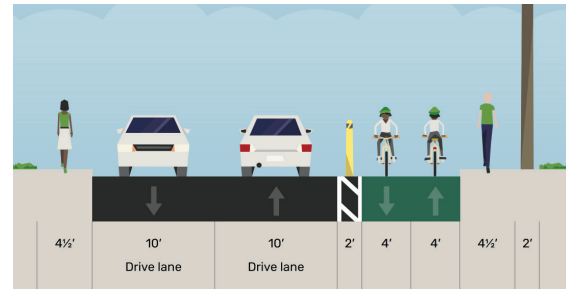 4½′ 10′ 10′ 2′ 4′ 4′ 4½′ 2′
Drive lane Drive lane